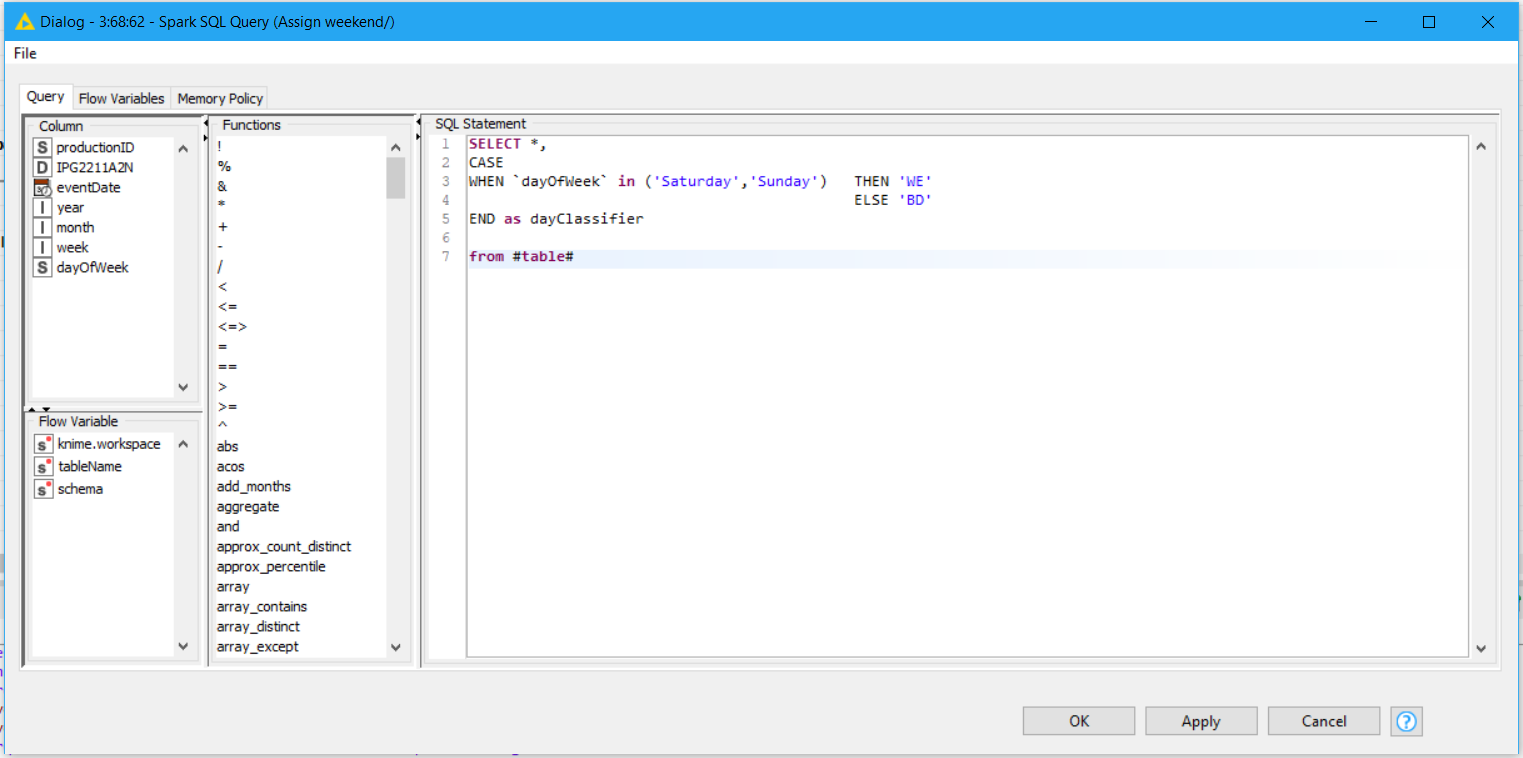 Dialog - 3:68:62 - Spark SQL Query (Assign weekend/)
File
Query Flow Variables Memory Policy
Column
S productionID
D IPG2211A2N
eventDate
I year
I month
I week
S dayOfWeek
Flow Variable
s knime.workspace
s tableName
s schema
Functions
!
%
&
*
+
-
/
<
<=
<=>
=
==
>
>=
^
abs
acos
add_months
aggregate
and
approx_count_distinct
approx_percentile
array
array_contains
array_distinct
array_except
SQL Statement
1 SELECT *,
2 CASE
3 WHEN `dayOfWeek` in ('Saturday','Sunday') THEN 'WE'
4 ELSE 'BD'
5 END as dayClassifier
6
7 from #table#
OK Apply Cancel ?